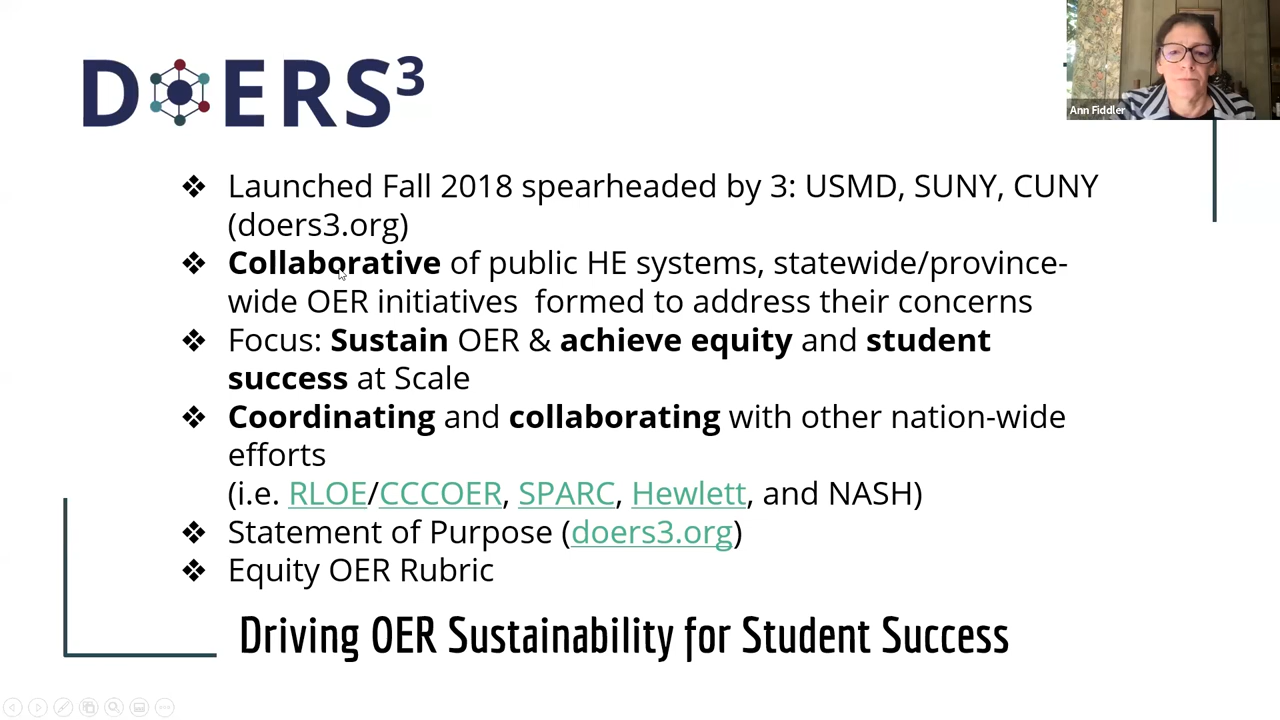 DOERS³
Ann Fiddler
❖ Launched Fall 2018 spearheaded by 3: USMD, SUNY, CUNY
(doers3.org)
❖ Collaborative of public HE systems, statewide/province-
wide OER initiatives  formed to address their concerns
❖ Focus: Sustain OER & achieve equity and student
success at Scale
❖ Coordinating and collaborating with other nation-wide
efforts
(i.e. RLOE/CCCOER, SPARC, Hewlett, and NASH)
❖ Statement of Purpose (doers3.org)
❖ Equity OER Rubric
Driving OER Sustainability for Student Success